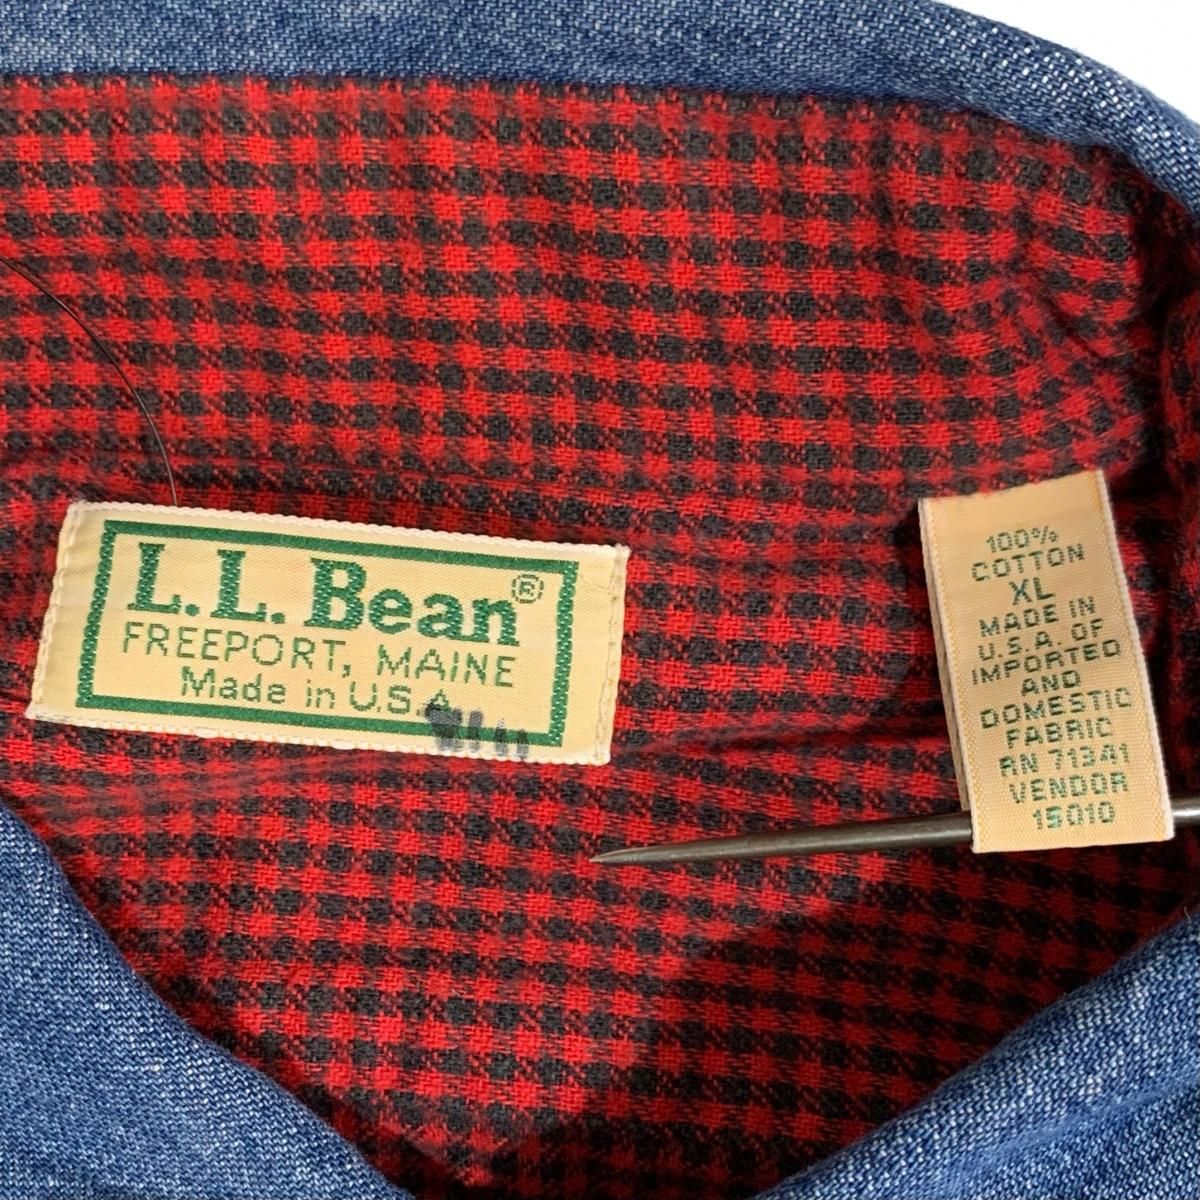 L.L.Bean®
FREEPORT, MAINE
Made in U.S.A.
100%
COTTON
XL
MADE IN
U.S.A. OF
IMPORTED
AND
DOMESTIC
FABRIC
RN 71341
VENDOR
15010